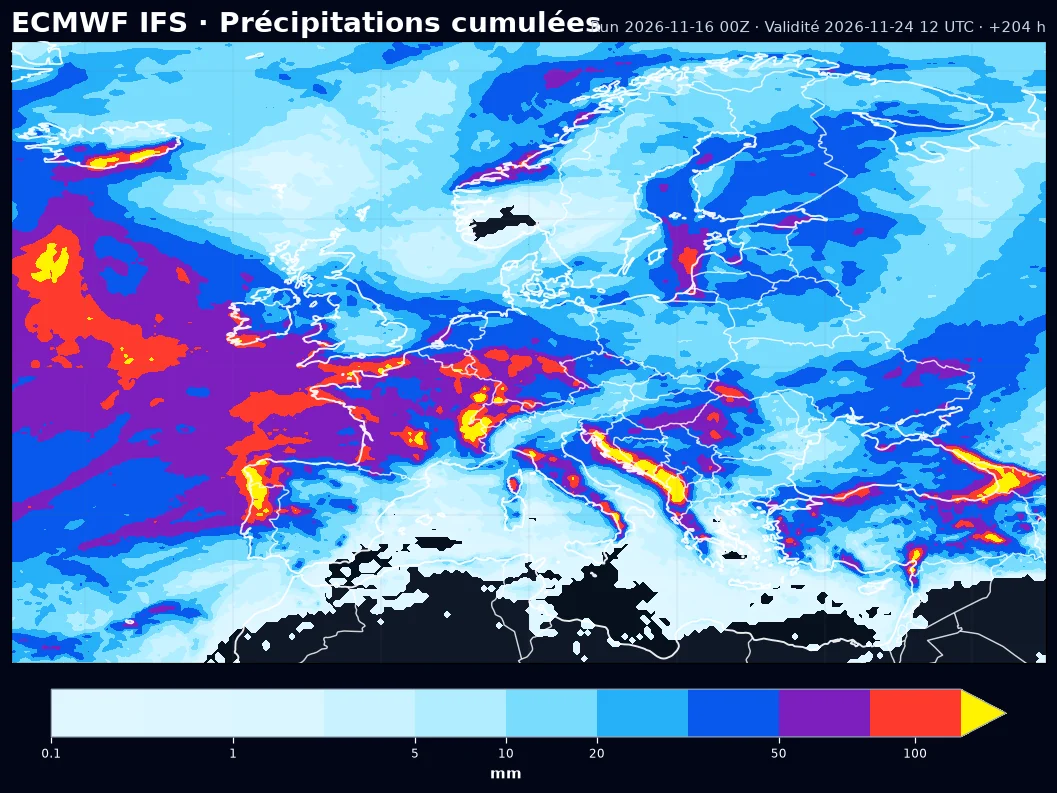 ECMWF IFS · Précipitations cumulées
Run 2026-11-16 00Z · Validité 2026-11-24 12 UTC · +204 h
0.1 1 5 10 20 50 100
mm